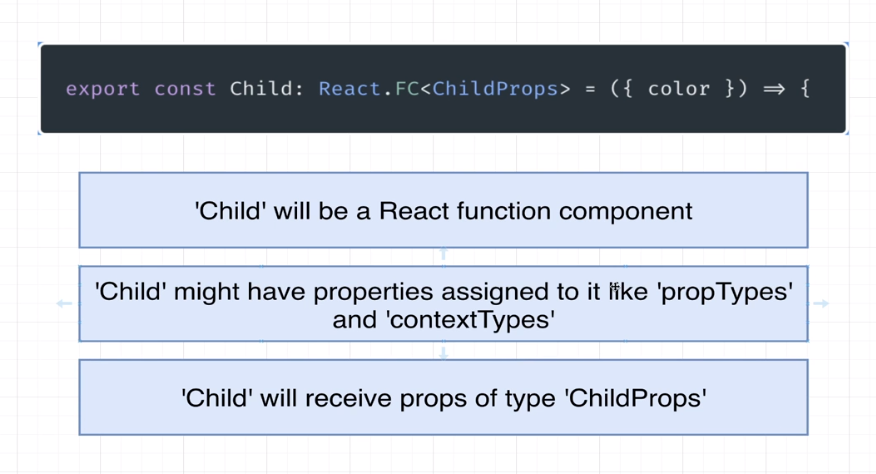 export const Child: React.FC<ChildProps> = ({ color }) => {
'Child' will be a React function component
'Child' might have properties assigned to it like 'propTypes'
and 'contextTypes'
'Child' will receive props of type 'ChildProps'